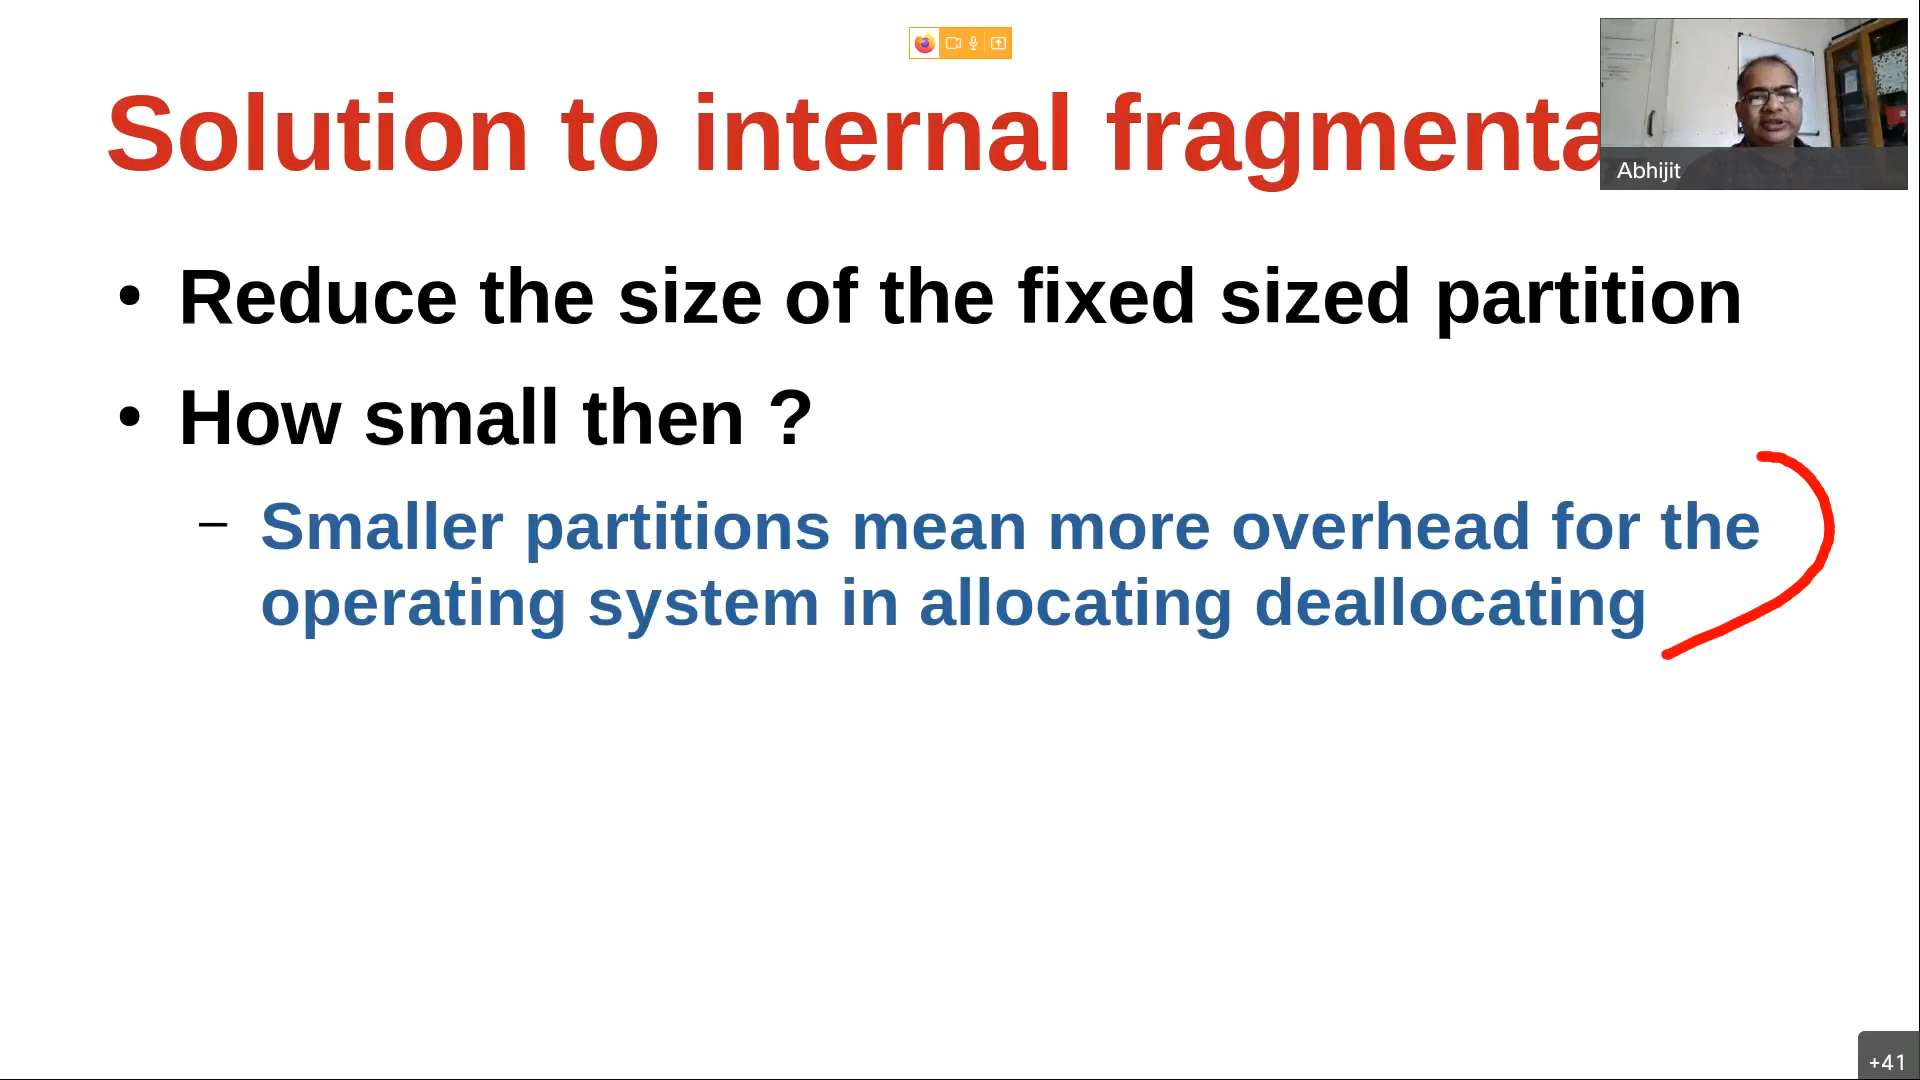 Solution to internal fragmenta
Abhijit
• Reduce the size of the fixed sized partition
• How small then ?
– Smaller partitions mean more overhead for the
operating system in allocating deallocating
+41